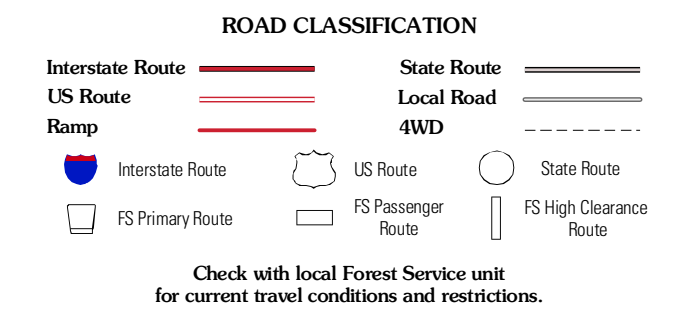 ROAD CLASSIFICATION
Interstate Route
State Route
US Route
Local Road
Ramp
4WD
Interstate Route
US Route
State Route
FS Primary Route
FS Passenger
Route
FS High Clearance
Route
Check with local Forest Service unit
for current travel conditions and restrictions.